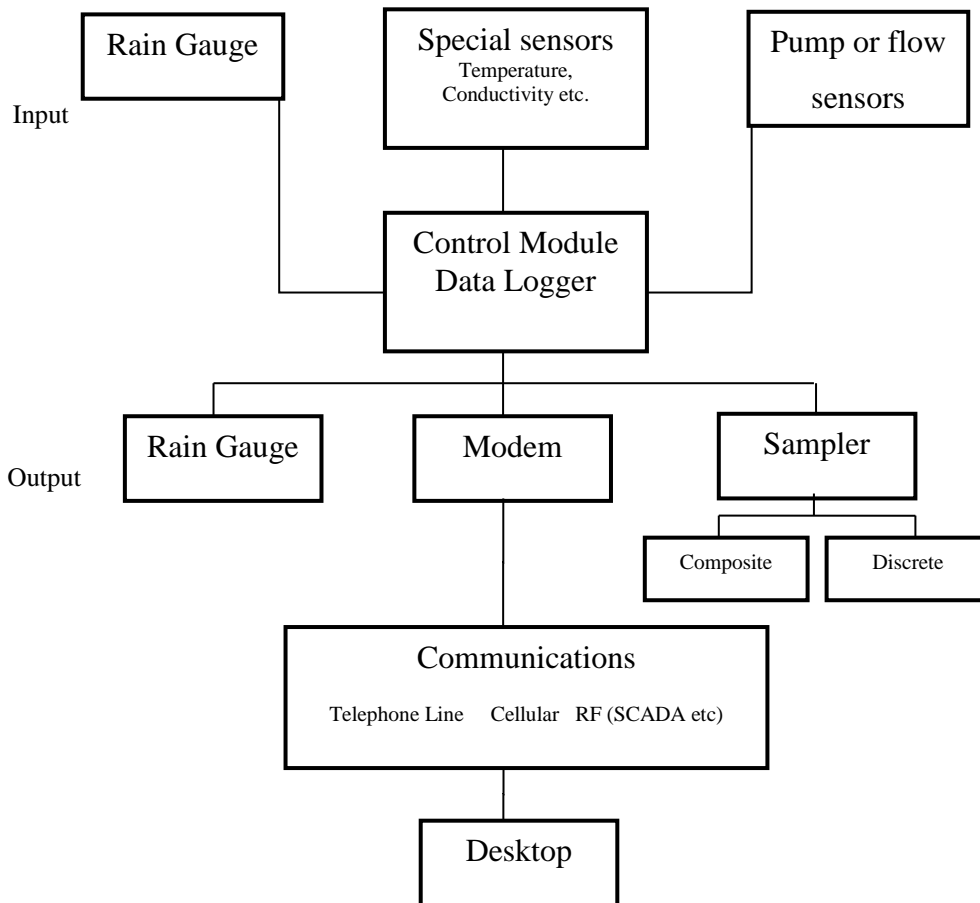 Rain Gauge
Special sensors
Temperature,
Conductivity etc.
Pump or flow
sensors
Input
Control Module
Data Logger
Rain Gauge
Modem
Sampler
Output
Composite
Discrete
Communications
Telephone Line Cellular RF (SCADA etc)
Desktop